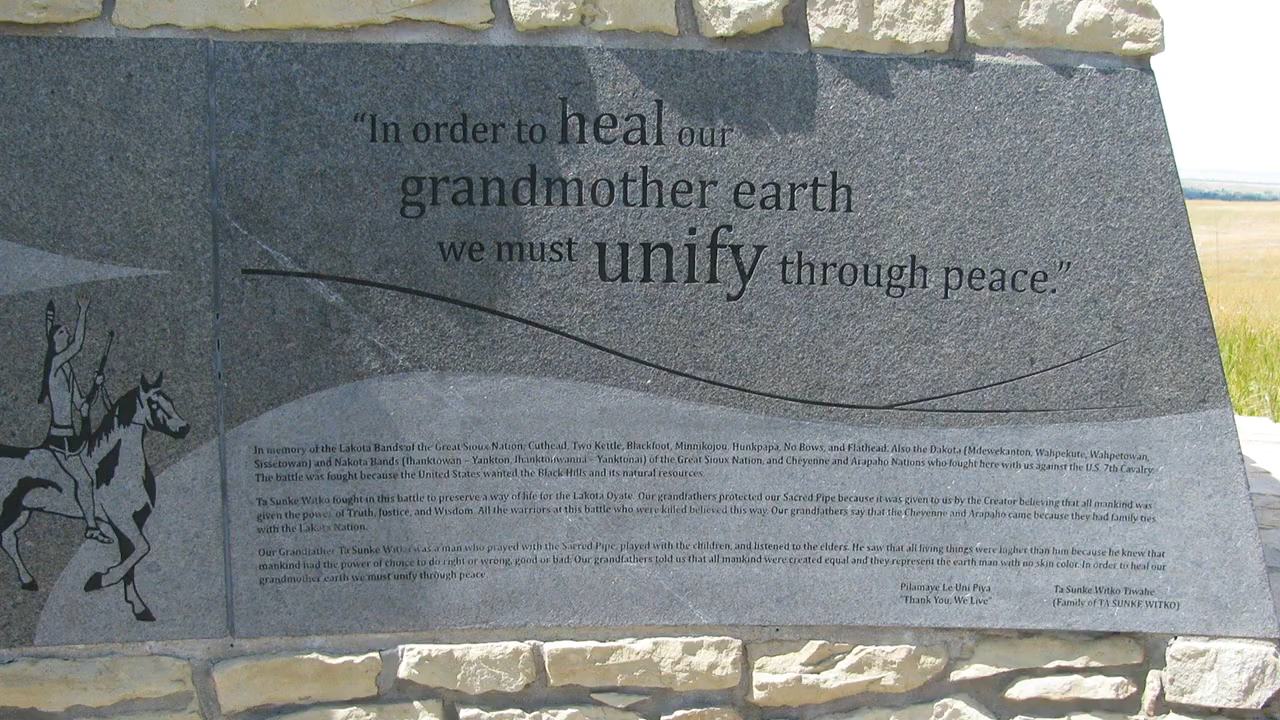 “In order to heal our
grandmother earth
we must unify through peace.”
In memory of the Lakota Bands of the Great Sioux Nation: Cuthead, Two Kettle, Blackfoot, Minnikojou, Hunkpapa, No Bows, and Flathead. Also the Dakota (Mdewekanton, Wahpekute, Wahpetowan,
Sissetowan) and Nakota Bands (Ihanktowan – Yankton, Ihanktonwanna – Yanktonai) of the Great Sioux Nation, and Cheyenne and Arapaho Nations who fought here with us against the U.S. 7th Cavalry.
The battle was fought because the United States wanted the Black Hills and its natural resources.
Ta Sunke Witko fought in this battle to preserve a way of life for the Lakota Oyate. Our grandfathers protected our Sacred Pipe because it was given to us by the Creator believing that all mankind was
given the power of Truth, Justice, and Wisdom. All the warriors at this battle who were killed believed this way. Our grandfathers say that the Cheyenne and Arapaho came because they had family ties
with the Lakota Nation.
Our Grandfather Ta Sunke Witko was a man who prayed with the Sacred Pipe, played with the children, and listened to the elders. He saw that all living things were higher than him because he knew that
mankind had the power of choice to do right or wrong, good or bad. Our grandfathers told us that all mankind were created equal and they represent the earth man with no skin color. In order to heal our
grandmother earth we must unify through peace.
Pilamaye Le Uni Piya
"Thank You, We Live"
Ta Sunke Witko Tiwahe
(Family of TA SUNKE WITKO)